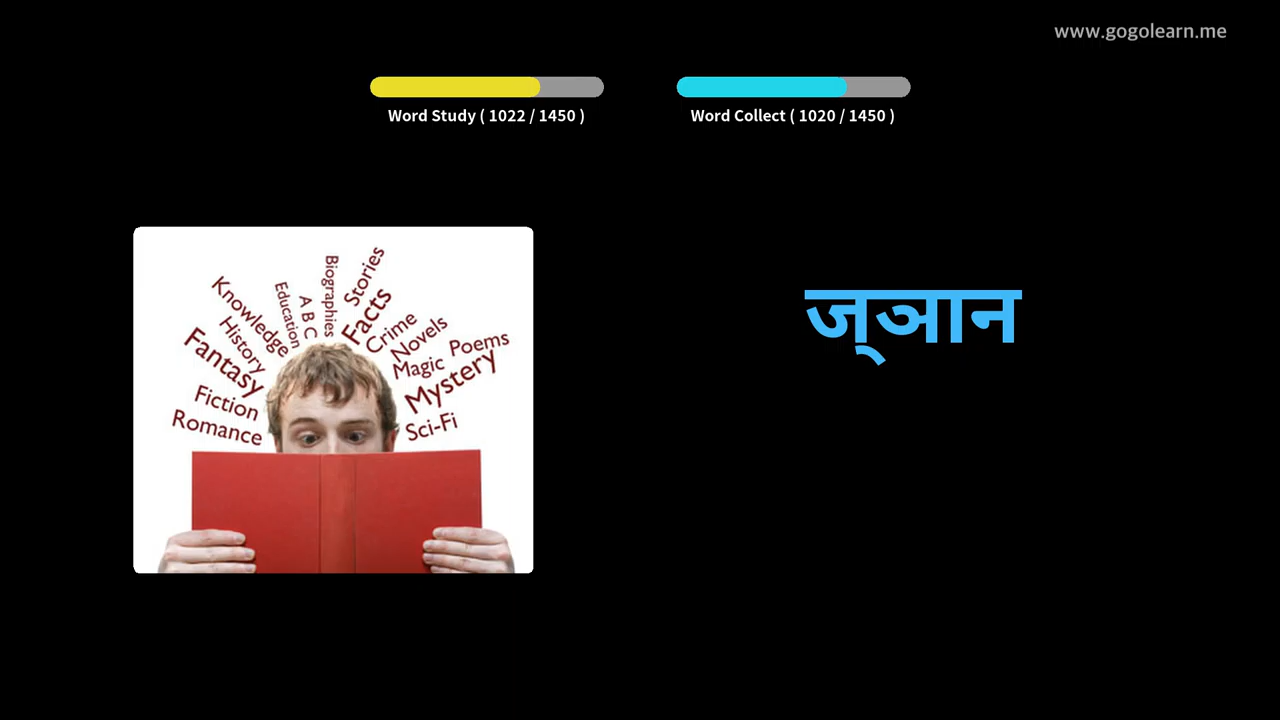 www.gogolearn.me
Word Study ( 1022 / 1450 )
Word Collect ( 1020 / 1450 )
Stories
Biographies
Knowledge
Education
A B C
Facts
History
Crime
Novels
Fantasy
Magic
Poems
Mystery
Fiction
Romance
Sci-Fi
ज्‌ञान